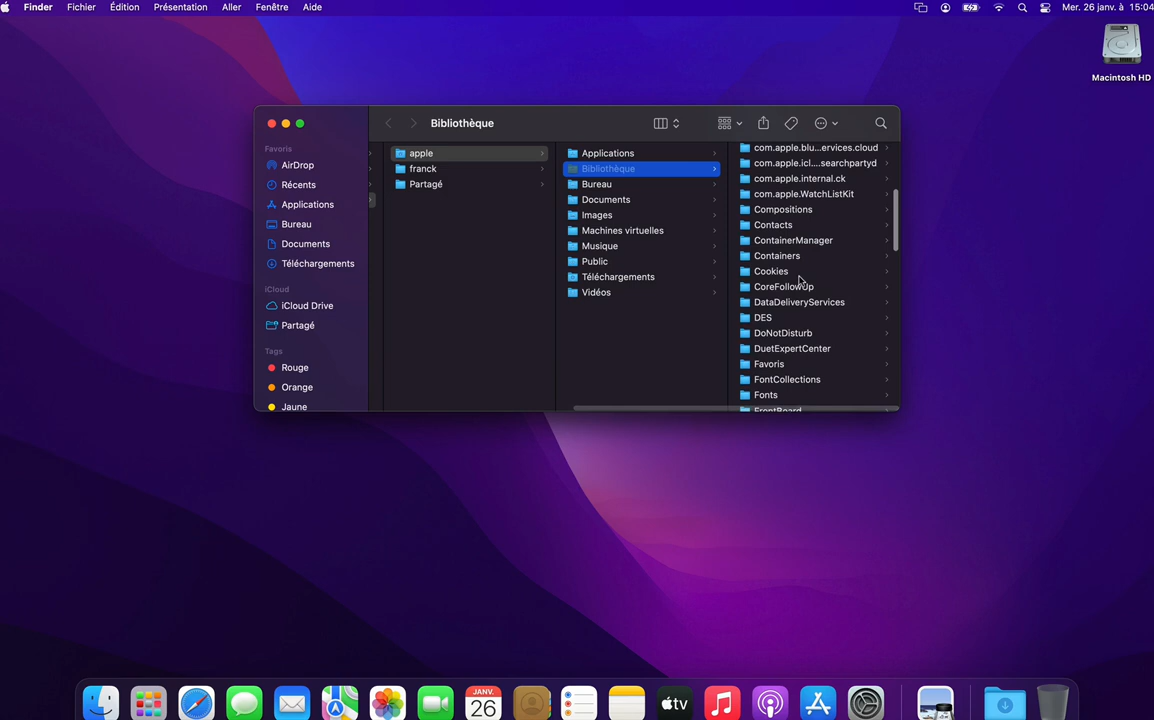 Finder Fichier Édition Présentation Aller Fenêtre Aide
Mer. 26 janv. à 15:04
Macintosh HD
Bibliothèque
Favoris
AirDrop
Récents
Applications
Bureau
Documents
Téléchargements
iCloud
iCloud Drive
Partagé
Tags
Rouge
Orange
Jaune
apple
franck
Partagé
Applications
Bibliothèque
Bureau
Documents
Images
Machines virtuelles
Musique
Public
Téléchargements
Vidéos
com.apple.blu...ervices.cloud
com.apple.icl....searchpartyd
com.apple.internal.ck
com.apple.WatchListKit
Compositions
Contacts
ContainerManager
Containers
Cookies
CoreFollowUp
DataDeliveryServices
DES
DoNotDisturb
DuetExpertCenter
Favoris
FontCollections
Fonts
FrontBoard
JANV.
26
tv